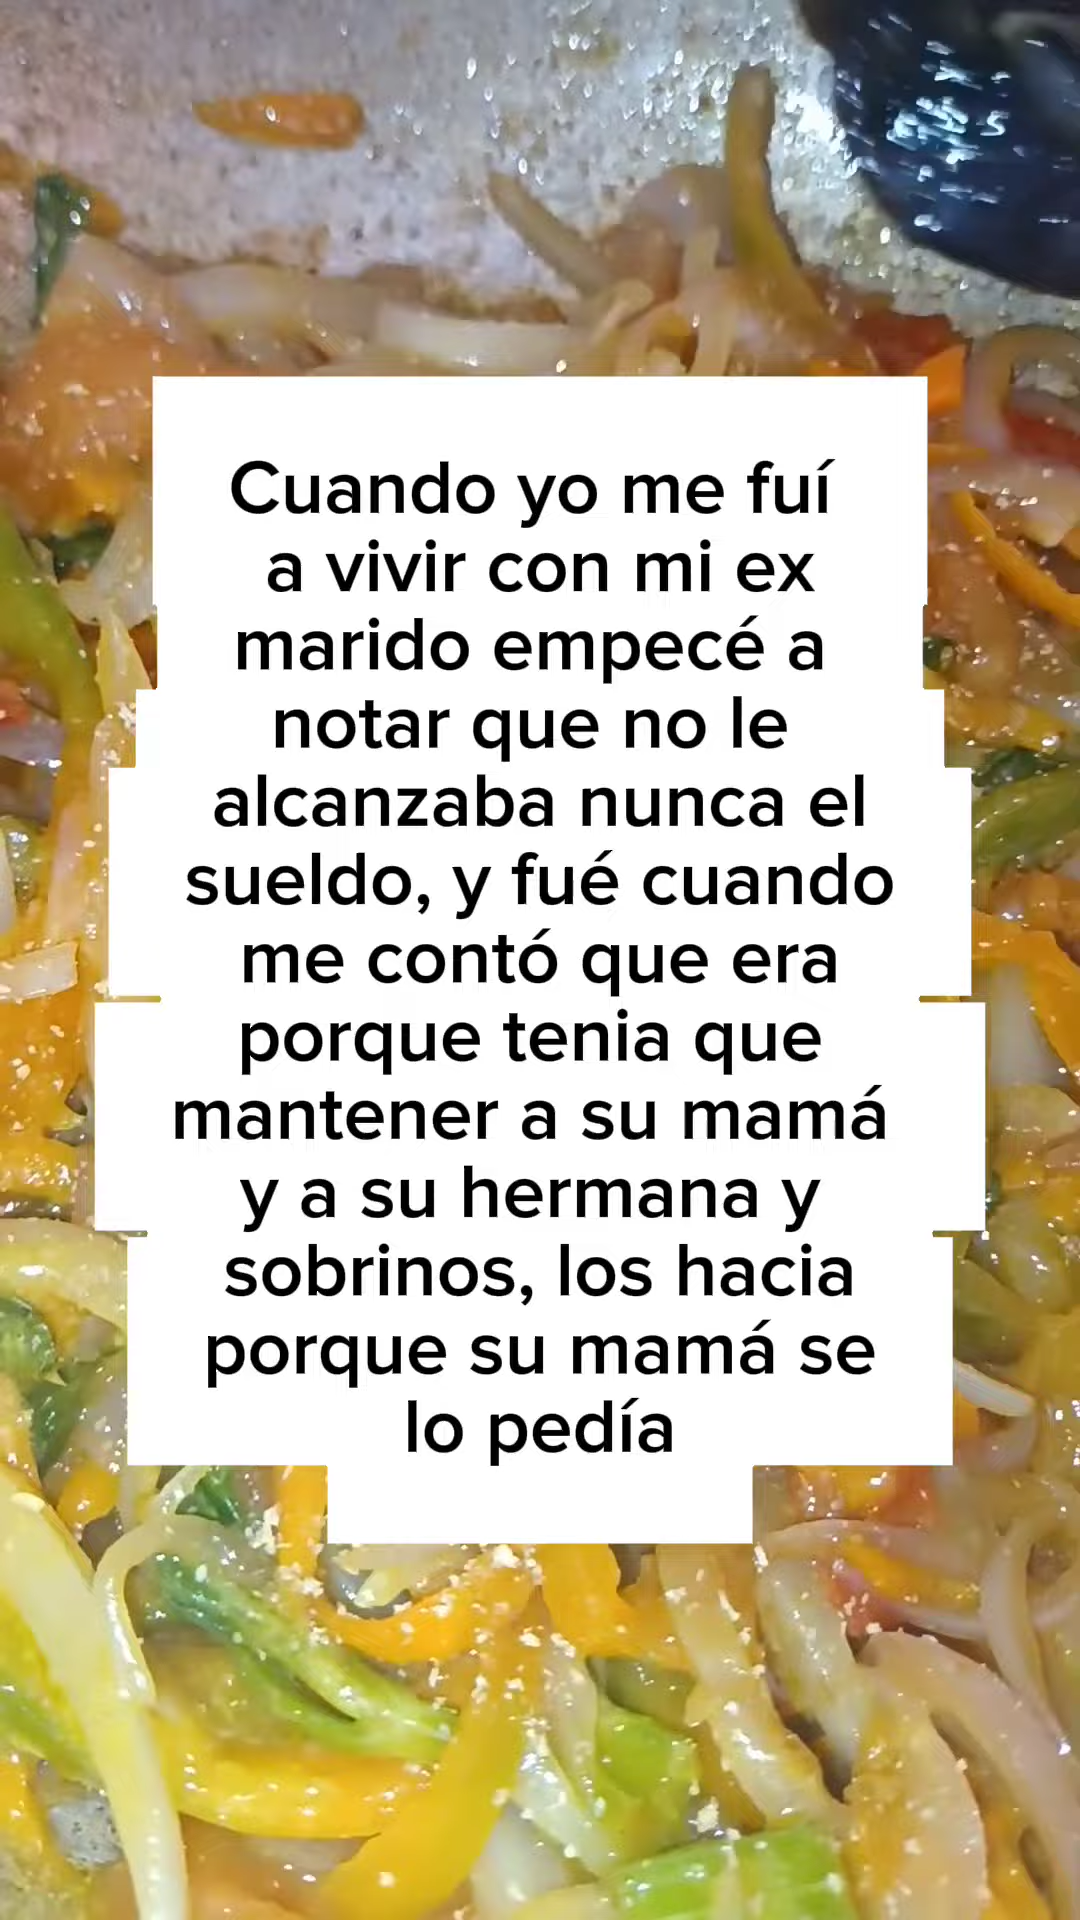 Cuando yo me fuí
a vivir con mi ex
marido empecé a
notar que no le
alcanzaba nunca el
sueldo, y fué cuando
me contó que era
porque tenia que
mantener a su mamá
y a su hermana y
sobrinos, los hacia
porque su mamá se
lo pedía